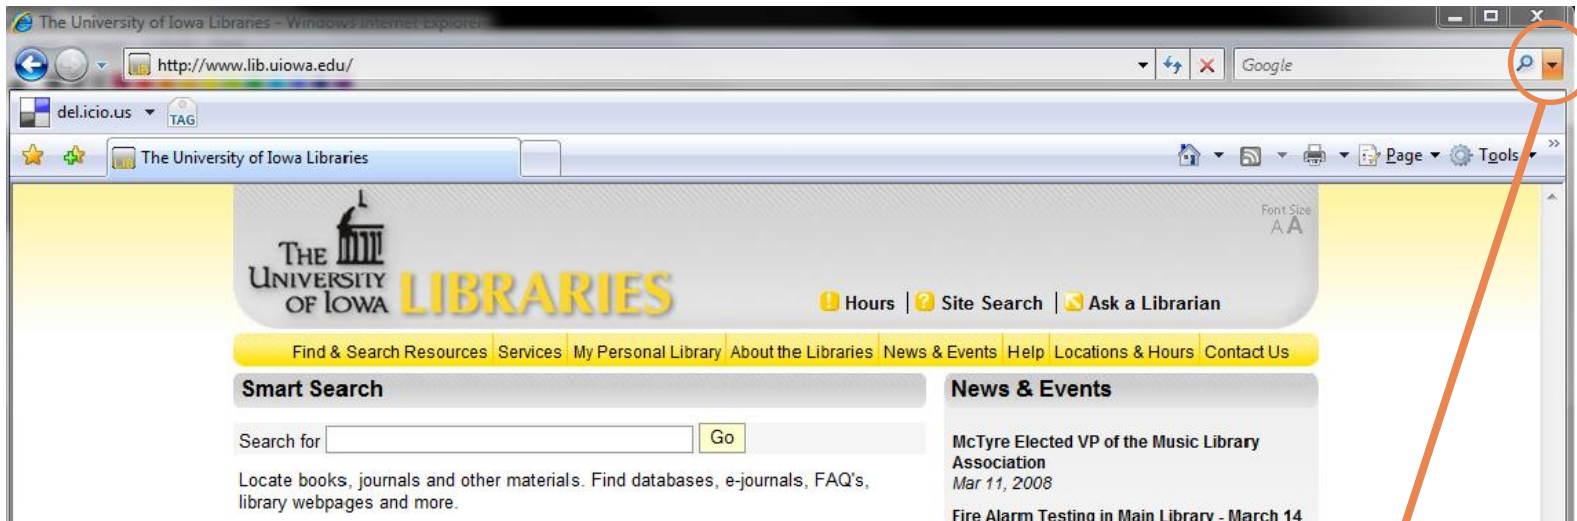 The University of Iowa Libraries - Windows Internet Explorer
http://www.lib.uiowa.edu/
Google
del.icio.us
TAG
The University of Iowa Libraries
Page
Tools
»
Font Size
A A
THE
UNIVERSITY
OF IOWA
LIBRARIES
Hours | Site Search | Ask a Librarian
Find & Search Resources Services My Personal Library About the Libraries News & Events Help Locations & Hours Contact Us
Smart Search
News & Events
Search for
Go
Locate books, journals and other materials. Find databases, e-journals, FAQ's,
library webpages and more.
McTyre Elected VP of the Music Library
Association
Mar 11, 2008
Fire Alarm Testing in Main Library - March 14